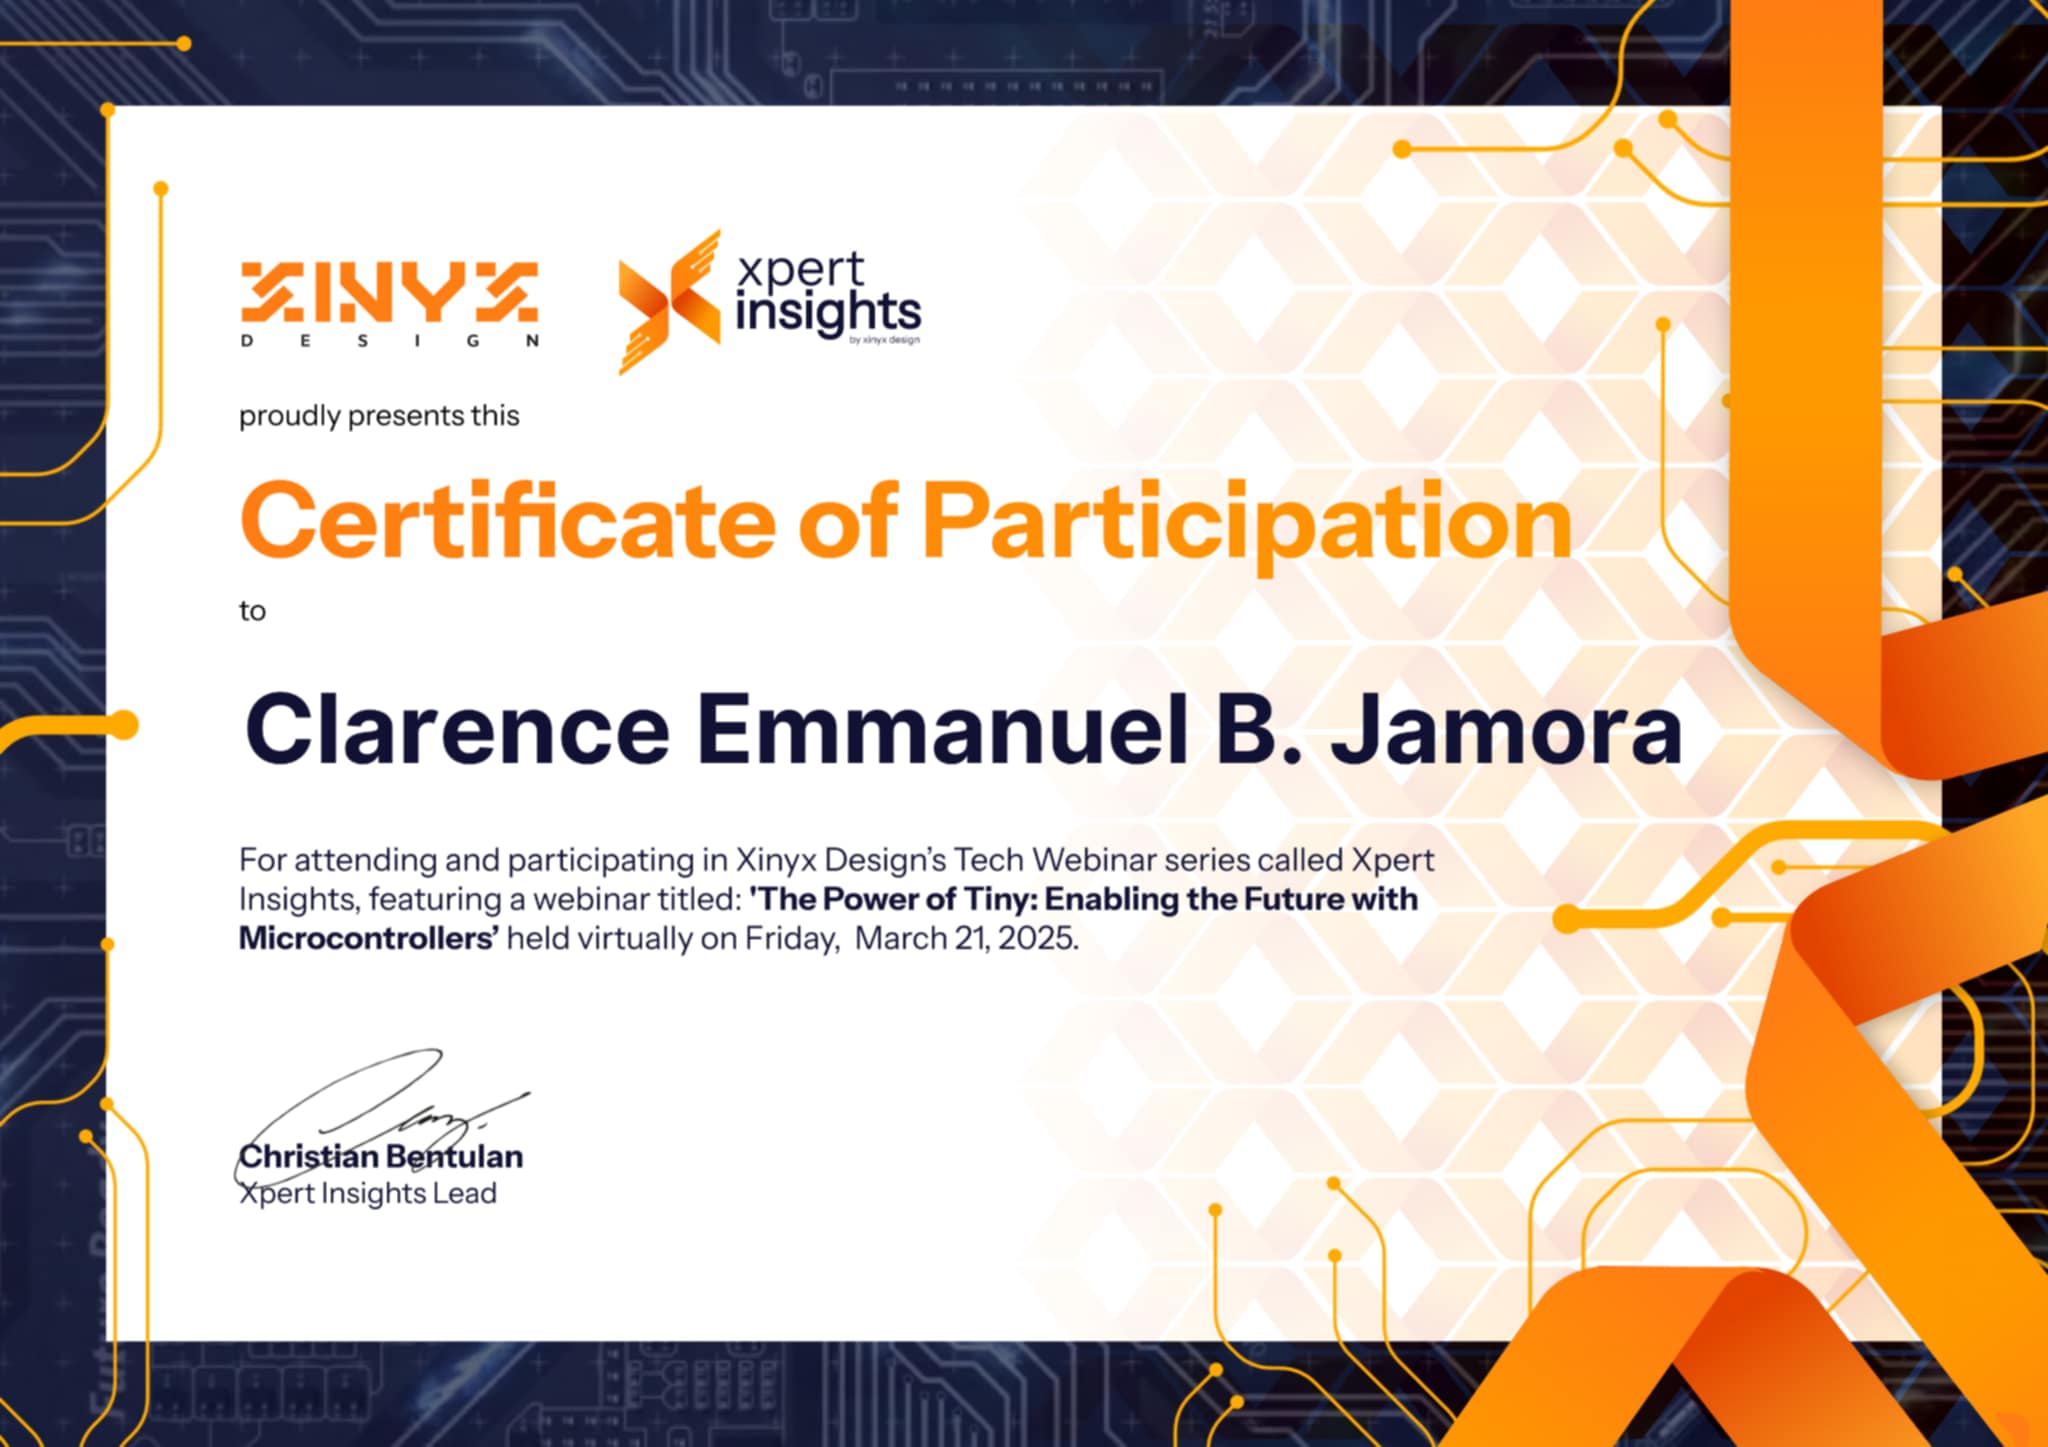 XINYX
DESIGN
xpert
insights
by xinyx design
proudly presents this
Certificate of Participation
to
Clarence Emmanuel B. Jamora
For attending and participating in Xinyx Design’s Tech Webinar series called Xpert
Insights, featuring a webinar titled: 'The Power of Tiny: Enabling the Future with
Microcontrollers’ held virtually on Friday,  March 21, 2025.
Christian Bentulan
Xpert Insights Lead